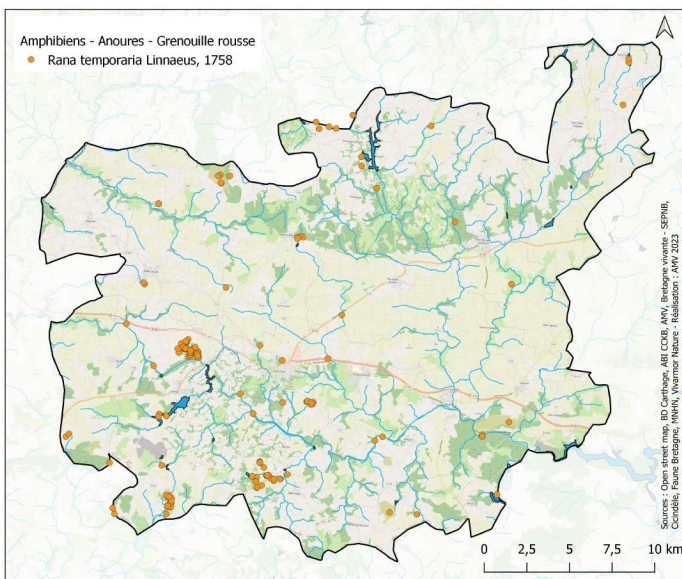 Amphibiens - Anoures - Grenouille rousse
Rana temporaria Linnaeus, 1758
Sources : Open street map, BD Carthage, ABI CCKB, AMV, Bretagne vivante - SEPNB,
Cicindèle, Faune Bretagne, MNHN, Vivarmor Nature - Réalisation : AMV 2023
0 2,5 5 7,5 10 km